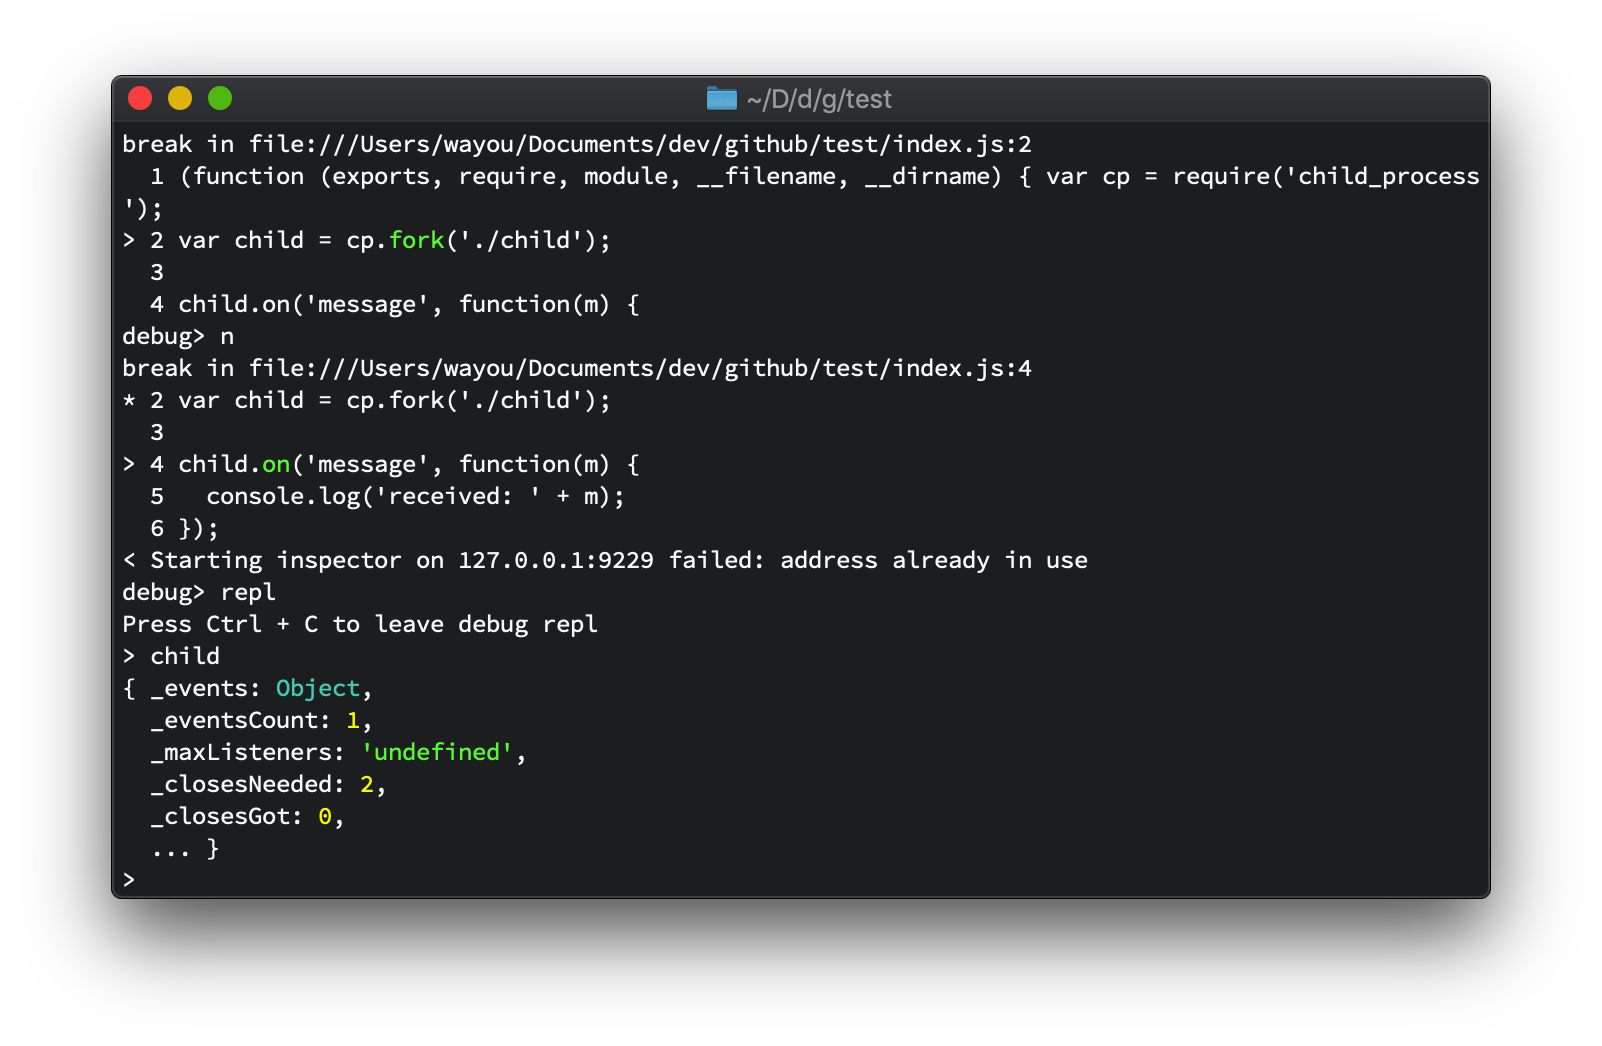 ~/D/d/g/test
break in file:///Users/wayou/Documents/dev/github/test/index.js:2
  1 (function (exports, require, module, __filename, __dirname) { var cp = require('child_process
');
> 2 var child = cp.fork('./child');
  3
  4 child.on('message', function(m) {
debug> n
break in file:///Users/wayou/Documents/dev/github/test/index.js:4
* 2 var child = cp.fork('./child');
  3
> 4 child.on('message', function(m) {
  5   console.log('received: ' + m);
  6 });
< Starting inspector on 127.0.0.1:9229 failed: address already in use
debug> repl
Press Ctrl + C to leave debug repl
> child
{ _events: Object,
  _eventsCount: 1,
  _maxListeners: 'undefined',
  _closesNeeded: 2,
  _closesGot: 0,
  ... }
>